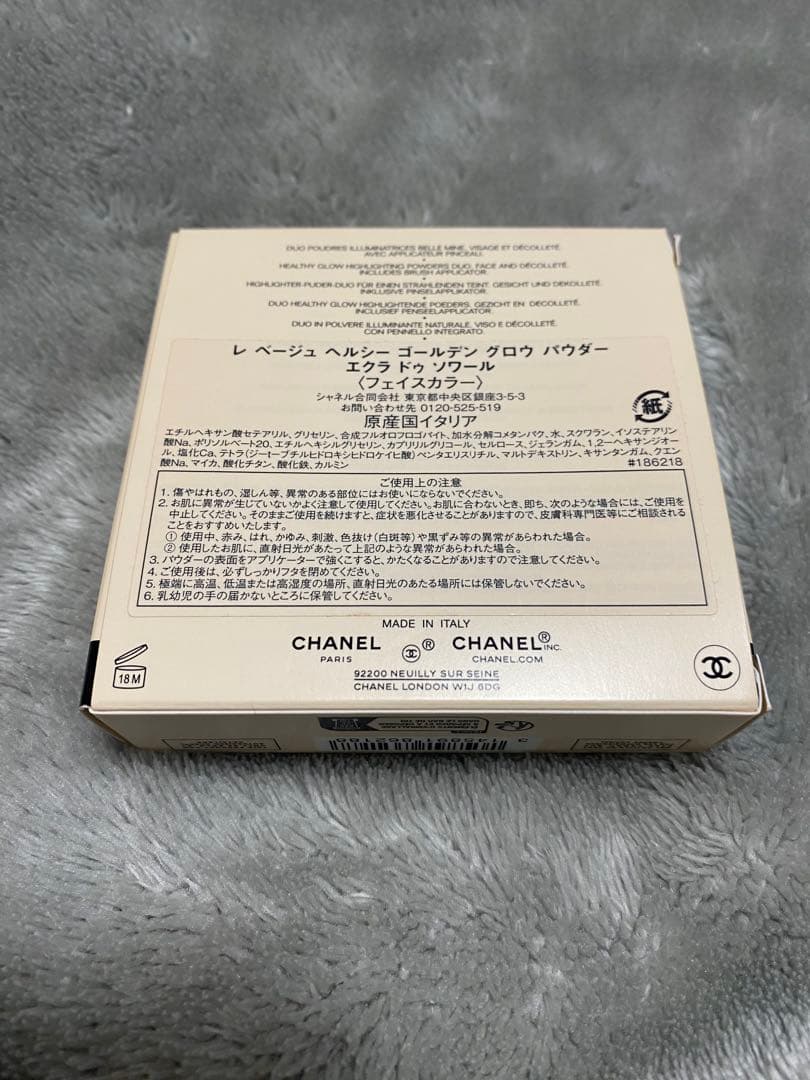 DUO POUDRES ILLUMINATRICES BELLE MINE, VISAGE ET DÉCOLLETÉ.
AVEC APPLICATEUR PINCEAU.
HEALTHY GLOW HIGHLIGHTING POWDERS DUO. FACE AND DÉCOLLETÉ.
INCLUDES BRUSH APPLICATOR.
HIGHLIGHTER-PUDER-DUO FÜR EINEN STRAHLENDEN TEINT. GESICHT UND DEKOLLETÉ.
INKLUSIVE PINSELAPPLIKATOR.
DUO HEALTHY GLOW HIGHLIGHTENDE POEDERS. GEZICHT EN DECOLLETÉ.
INCLUSIEF PENSEELAPPLICATOR.
DUO IN POLVERE ILLUMINANTE NATURALE, VISO E DÉCOLLETÉ.
CON PENNELLO INTEGRATO.
レ ベージュ ヘルシー ゴールデン グロウ パウダー
エクラ ドゥ ソワール
〈フェイスカラー〉
シャネル合同会社 東京都中央区銀座3-5-3
お問い合わせ先 0120-525-519
原産国イタリア
紙
エチルヘキサン酸セテアリル、グリセリン、合成フルオロフロゴパイト、加水分解コメタンパク、水、スクワラン、イソステアリン
酸Na、ポリソルベート20、エチルヘキシルグリセリン、カプリリルグリコール、セルロース、ジェランガム、1,2-ヘキサンジオー
ル、塩化Ca、テトラ(ジ-t-ブチルヒドロキシヒドロケイヒ酸)ペンタエリスリチル、マルトデキストリン、キサンタンガム、クエン
酸Na、マイカ、酸化チタン、酸化鉄、カルミン #186218
ご使用上の注意
1. 傷やはれもの、湿しん等、異常のある部位にはお使いにならないでください。
2. お肌に異常が生じていないかよく注意して使用してください。お肌に合わないとき、即ち、次のような場合には、ご使用を
中止してください。そのままご使用を続けますと、症状を悪化させることがありますので、皮膚科専門医等にご相談される
ことをおすすめいたします。
① 使用中、赤み、はれ、かゆみ、刺激、色抜け(白斑等)や黒ずみ等の異常があらわれた場合。
② 使用したお肌に、直射日光があたって上記のような異常があらわれた場合。
3. パウダーの表面をアプリケーターで強くこすると、かたくなることがありますので注意してください。
4. ご使用後は、必ずしっかりフタを閉めてください。
5. 極端に高温、低温または高湿度の場所、直射日光のあたる場所には保管しないでください。
6. 乳幼児の手の届かないところに保管してください。
MADE IN ITALY
CHANEL ® CHANEL® INC.
PARIS CHANEL.COM
92200 NEUILLY SUR SEINE
CHANEL LONDON W1J 6DG
18 M